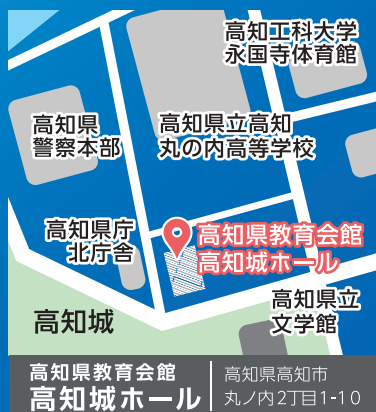 高知工科大学
永国寺体育館
高知県
警察本部
高知県立高知
丸の内高等学校
高知県庁
北庁舎
高知県教育会館
高知城ホール
高知県立
文学館
高知城
高知県教育会館
高知城ホール
高知県高知市
丸ノ内2丁目1-10